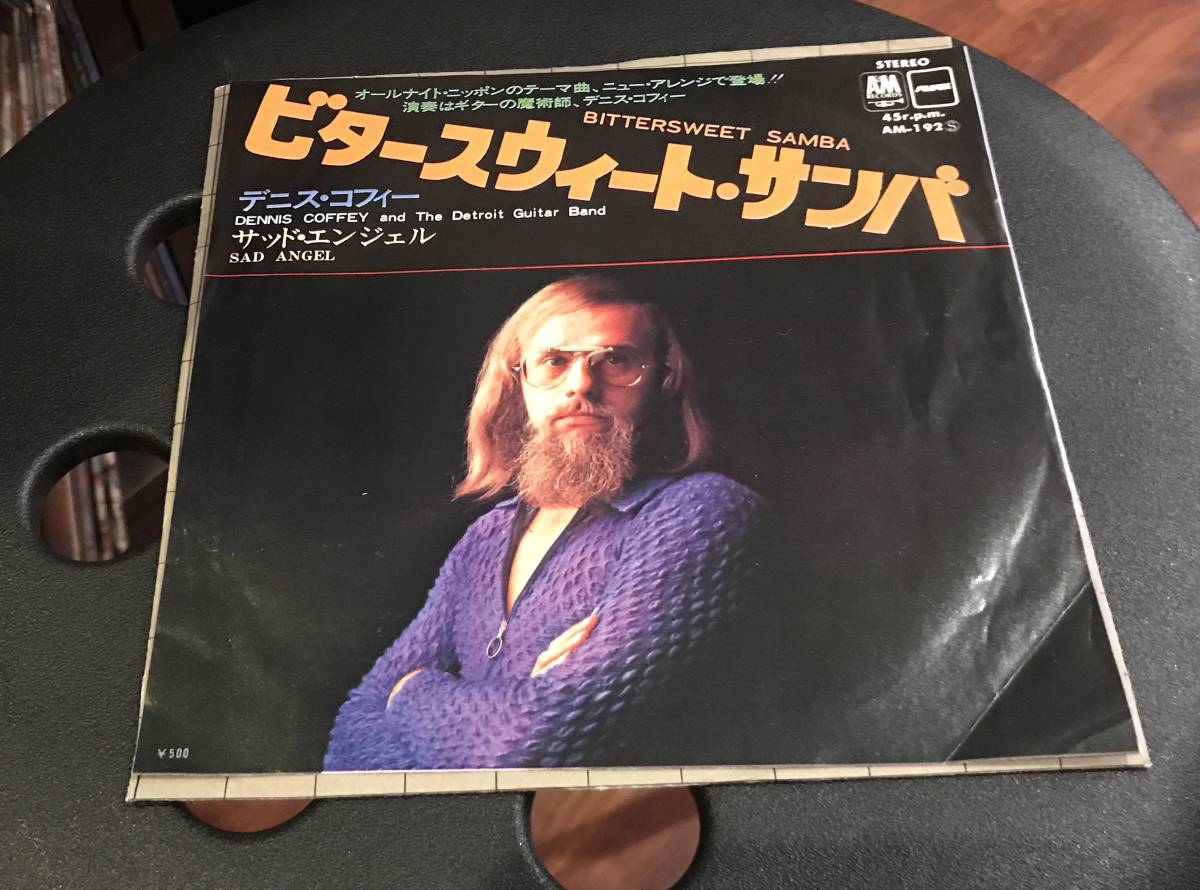 オールナイト・ニッポンのテーマ曲、ニュー・アレンジで登場!!
演奏はギターの魔術師、デニス・コフィー
BITTERSWEET SAMBA
ビタースウィート・サンバ
デニス・コフィー
DENNIS COFFEY and The Detroit Guitar Band
サッド・エンジェル
SAD ANGEL
STEREO
A&M
RECORDS
45r.p.m.
AM-192Ⓢ
¥500